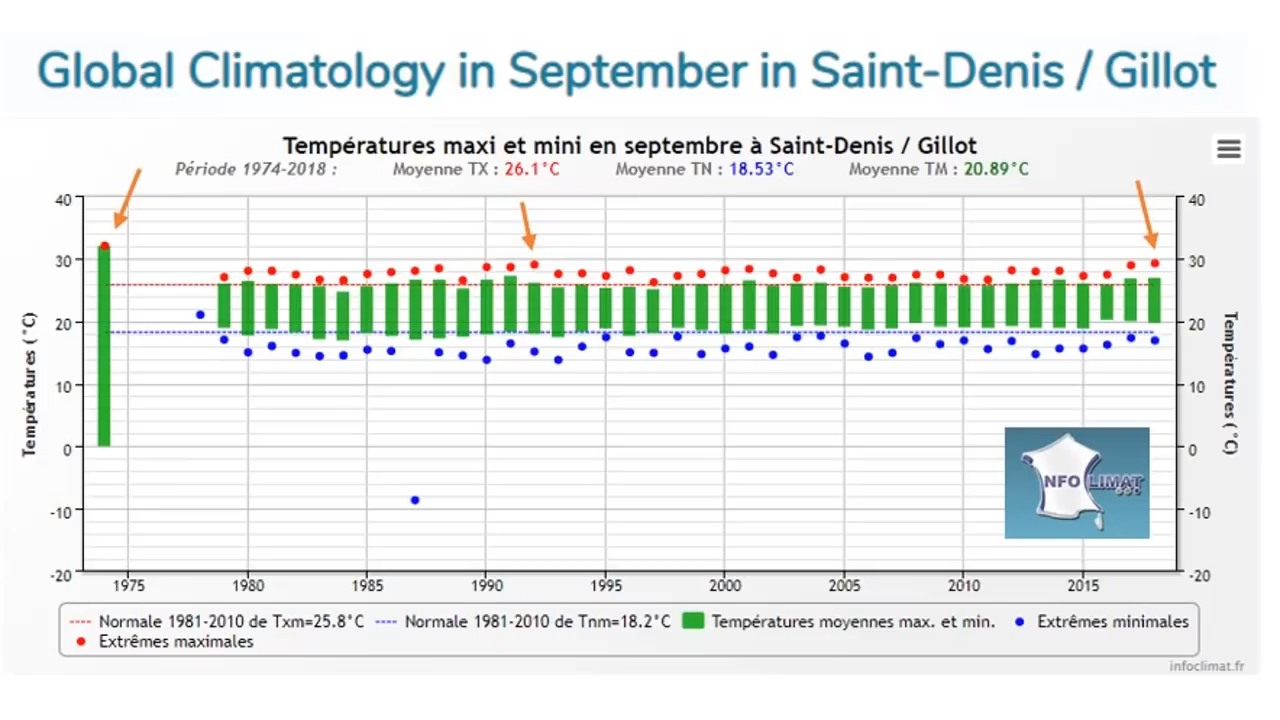 Global Climatology in September in Saint-Denis / Gillot
Températures maxi et mini en septembre à Saint-Denis / Gillot
Période 1974-2018 : Moyenne TX : 26.1°C Moyenne TN : 18.53°C Moyenne TM : 20.89°C
40 40
30 30
20 20
10 10
0 0
-10 -10
-20 -20
Températures (°C)
Températures (°C)
NFO LIMAT
1975 1980 1985 1990 1995 2000 2005 2010 2015
Normale 1981-2010 de Txm=25.8°C Normale 1981-2010 de Tnm=18.2°C Températures moyennes max. et min. Extrêmes minimales
Extrêmes maximales
infoclimat.fr